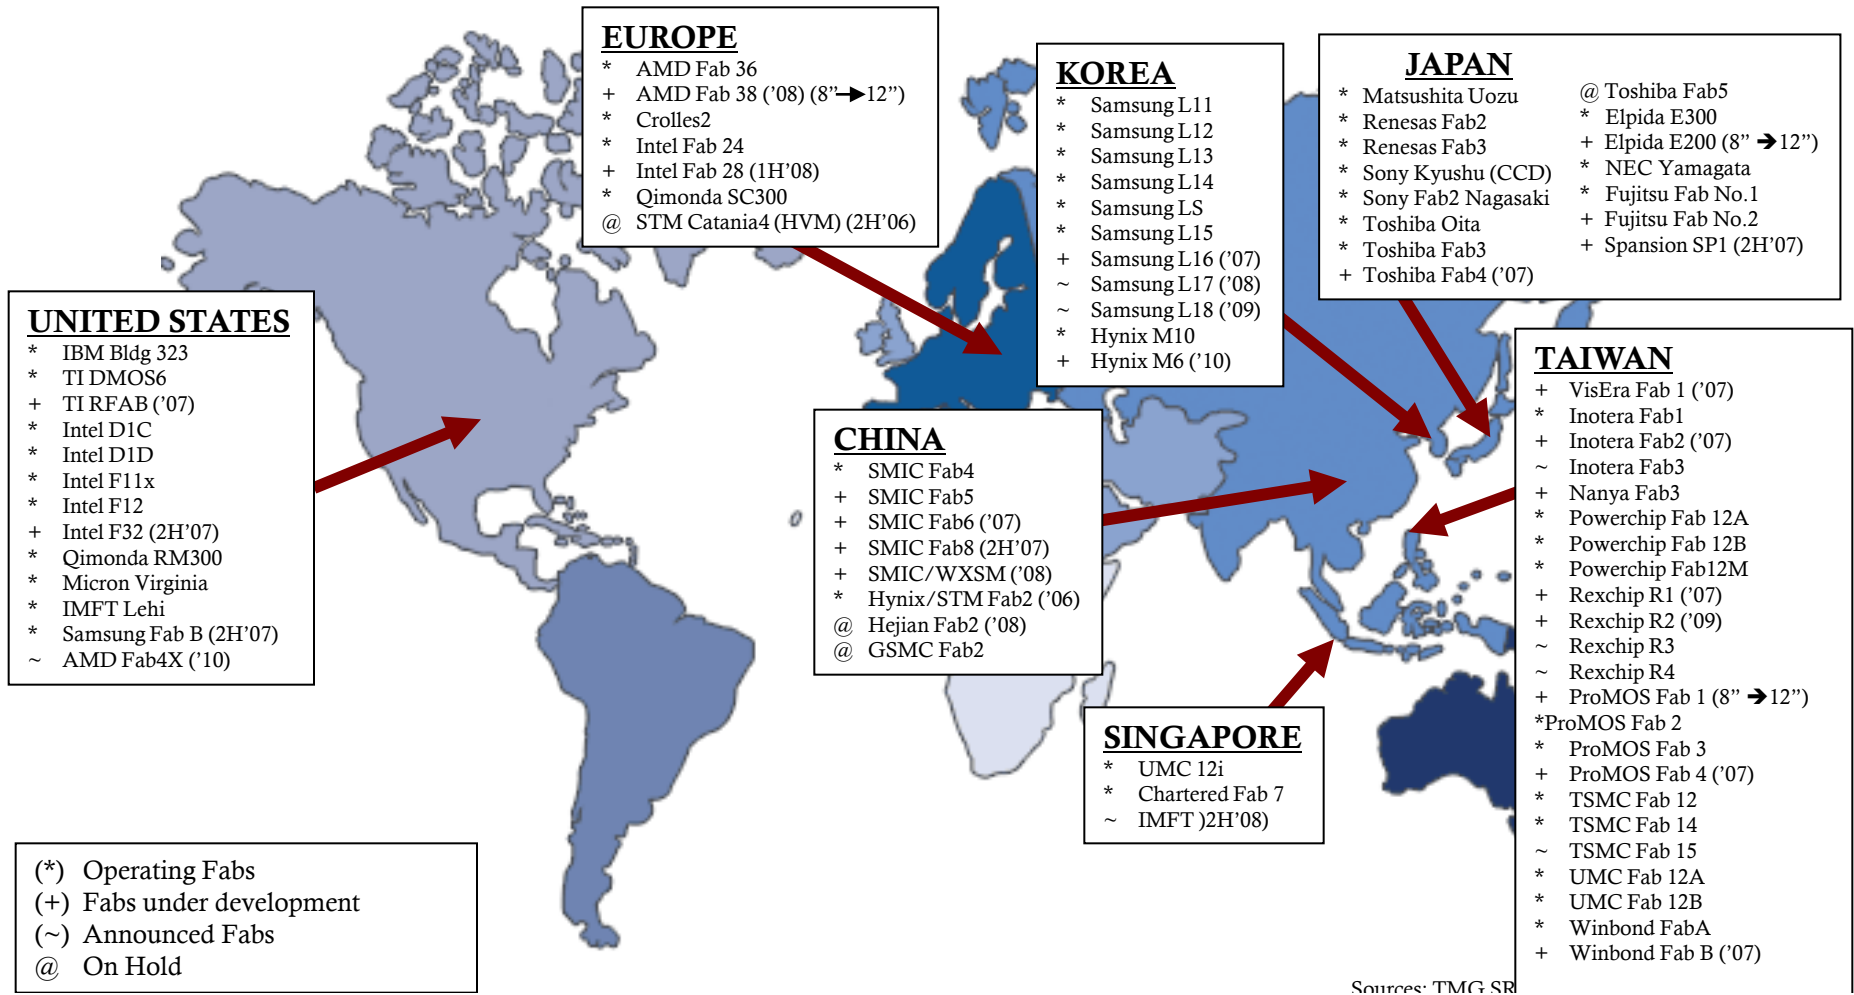 EUROPE
* AMD Fab 36
+ AMD Fab 38 (’08) (8”→12”)
* Crolles2
* Intel Fab 24
+ Intel Fab 28 (1H’08)
* Qimonda SC300
@ STM Catania4 (HVM) (2H’06)
KOREA
* Samsung L11
* Samsung L12
* Samsung L13
* Samsung L14
* Samsung LS
* Samsung L15
+ Samsung L16 (’07)
~ Samsung L17 (’08)
~ Samsung L18 (’09)
* Hynix M10
+ Hynix M6 (’10)
JAPAN
* Matsushita Uozu
* Renesas Fab2
* Renesas Fab3
* Sony Kyushu (CCD)
* Sony Fab2 Nagasaki
* Toshiba Oita
* Toshiba Fab3
+ Toshiba Fab4 (’07)
@ Toshiba Fab5
* Elpida E300
+ Elpida E200 (8” ➔12”)
* NEC Yamagata
* Fujitsu Fab No.1
+ Fujitsu Fab No.2
+ Spansion SP1 (2H’07)
UNITED STATES
* IBM Bldg 323
* TI DMOS6
+ TI RFAB (’07)
* Intel D1C
* Intel D1D
* Intel F11x
* Intel F12
+ Intel F32 (2H’07)
* Qimonda RM300
* Micron Virginia
* IMFT Lehi
* Samsung Fab B (2H’07)
~ AMD Fab4X (’10)
CHINA
* SMIC Fab4
+ SMIC Fab5
+ SMIC Fab6 (’07)
+ SMIC Fab8 (2H’07)
+ SMIC/WXSM (’08)
* Hynix/STM Fab2 (’06)
@ Hejian Fab2 (’08)
@ GSMC Fab2
TAIWAN
+ VisEra Fab 1 (’07)
* Inotera Fab1
+ Inotera Fab2 (’07)
~ Inotera Fab3
+ Nanya Fab3
* Powerchip Fab 12A
* Powerchip Fab 12B
* Powerchip Fab12M
+ Rexchip R1 (’07)
+ Rexchip R2 (’09)
~ Rexchip R3
~ Rexchip R4
+ ProMOS Fab 1 (8” ➔12”)
*ProMOS Fab 2
* ProMOS Fab 3
+ ProMOS Fab 4 (’07)
* TSMC Fab 12
* TSMC Fab 14
~ TSMC Fab 15
* UMC Fab 12A
* UMC Fab 12B
* Winbond FabA
+ Winbond Fab B (’07)
SINGAPORE
* UMC 12i
* Chartered Fab 7
~ IMFT )2H’08)
(*) Operating Fabs
(+) Fabs under development
(~) Announced Fabs
@ On Hold
Sources: TMG